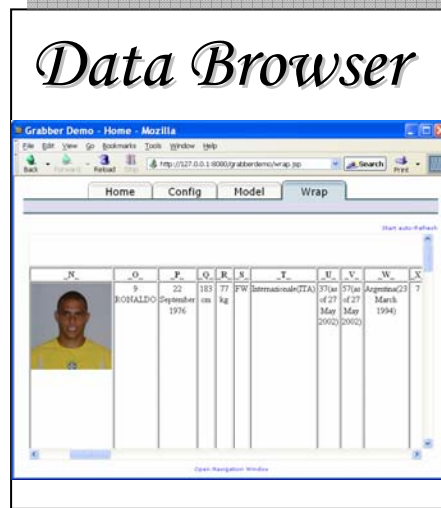 Data Browser
Grabber Demo - Home - Mozilla
File Edit View Go Bookmarks Tools Window Help
Back Forward Reload Stop http://127.0.0.1:8080/grabberdemo/wrap.jsp Search Print
Home Config Model Wrap
Start auto-Refresh
_N_ _O_ _P_ _Q_ _R_ _S_ _T_ _U_ _V_ _W_ _X
9 22 183 77 FW Internazionale(ITA) 37(as 57(as Argentina(23 7
RONALDO September cm kg of 27 of 27 March
1976 May May 1994)
2002) 2002)
Open Navigation Window